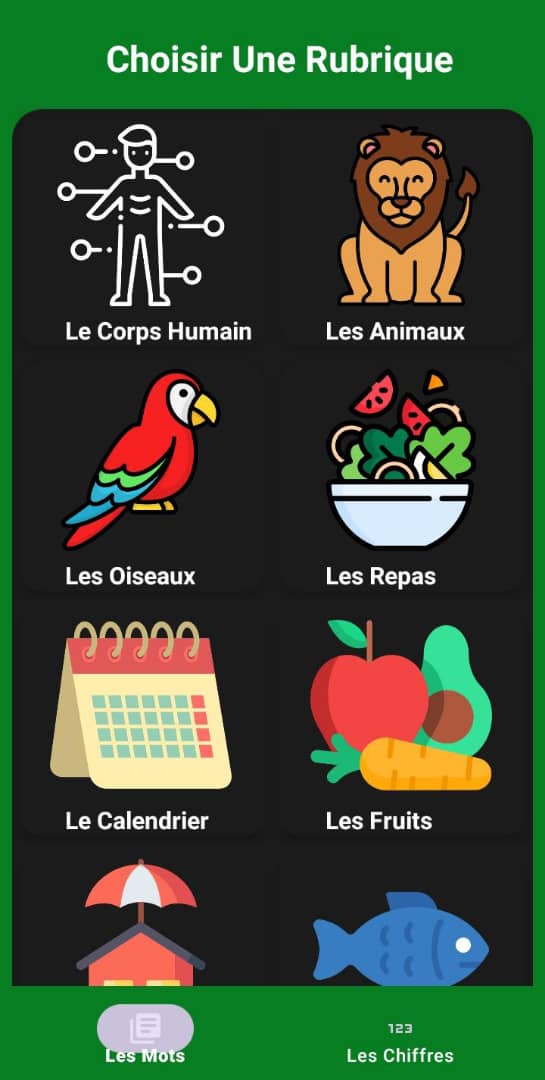 Choisir Une Rubrique
Le Corps Humain
Les Animaux
Les Oiseaux
Les Repas
Le Calendrier
Les Fruits
123
Les Mots
Les Chiffres